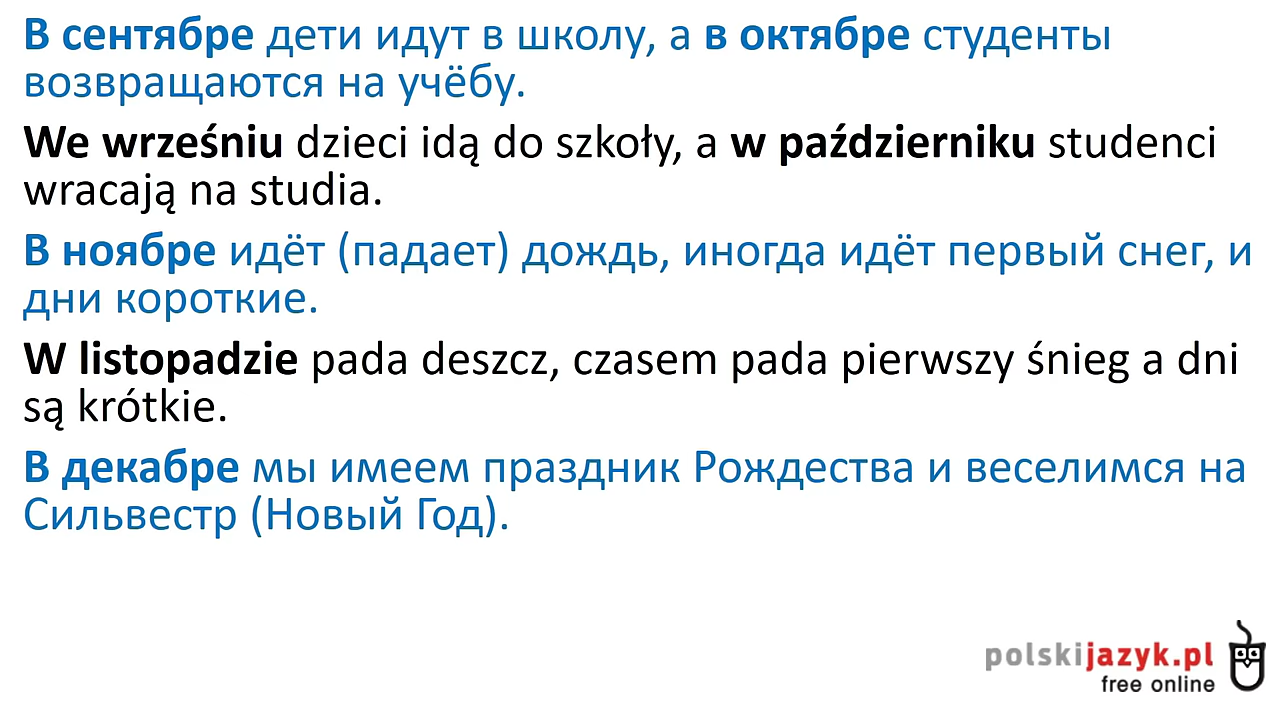 В сентябре дети идут в школу, а в октябре студенты
возвращаются на учёбу.
We wrześniu dzieci idą do szkoły, a w październiku studenci
wracają na studia.
В ноябре идёт (падает) дождь, иногда идёт первый снег, и
дни короткие.
W listopadzie pada deszcz, czasem pada pierwszy śnieg a dni
są krótkie.
В декабре мы имеем праздник Рождества и веселимся на
Сильвестр (Новый Год).
polskijazyk.pl
free online